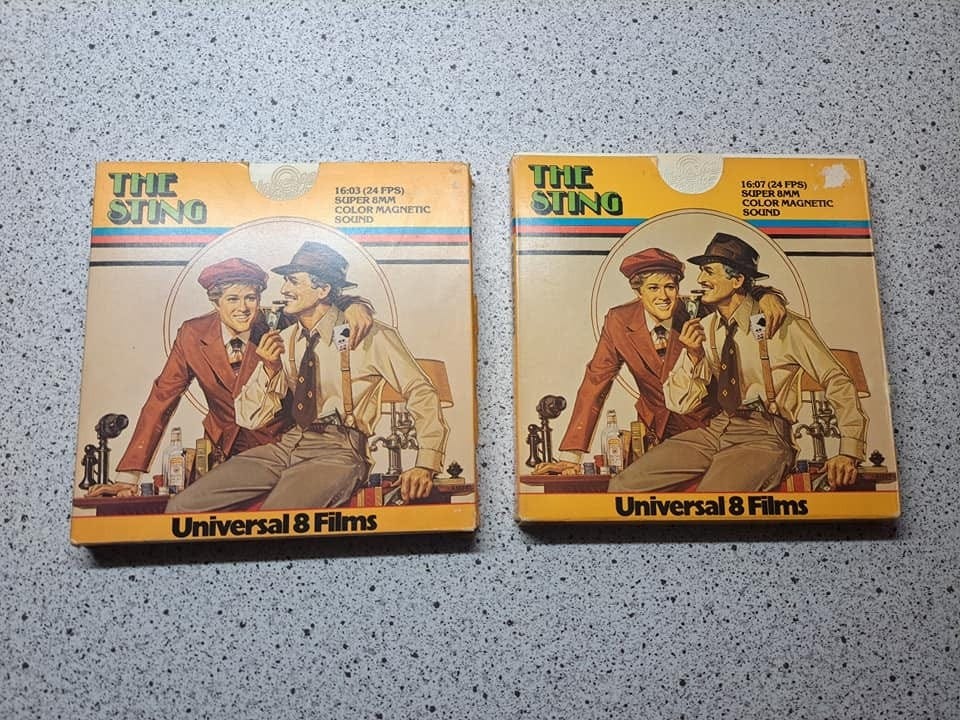 THE
STING
16:03 (24 FPS)
SUPER 8MM
COLOR MAGNETIC
SOUND
Universal 8 Films
THE
STING
16:07 (24 FPS)
SUPER 8MM
COLOR MAGNETIC
SOUND
Universal 8 Films